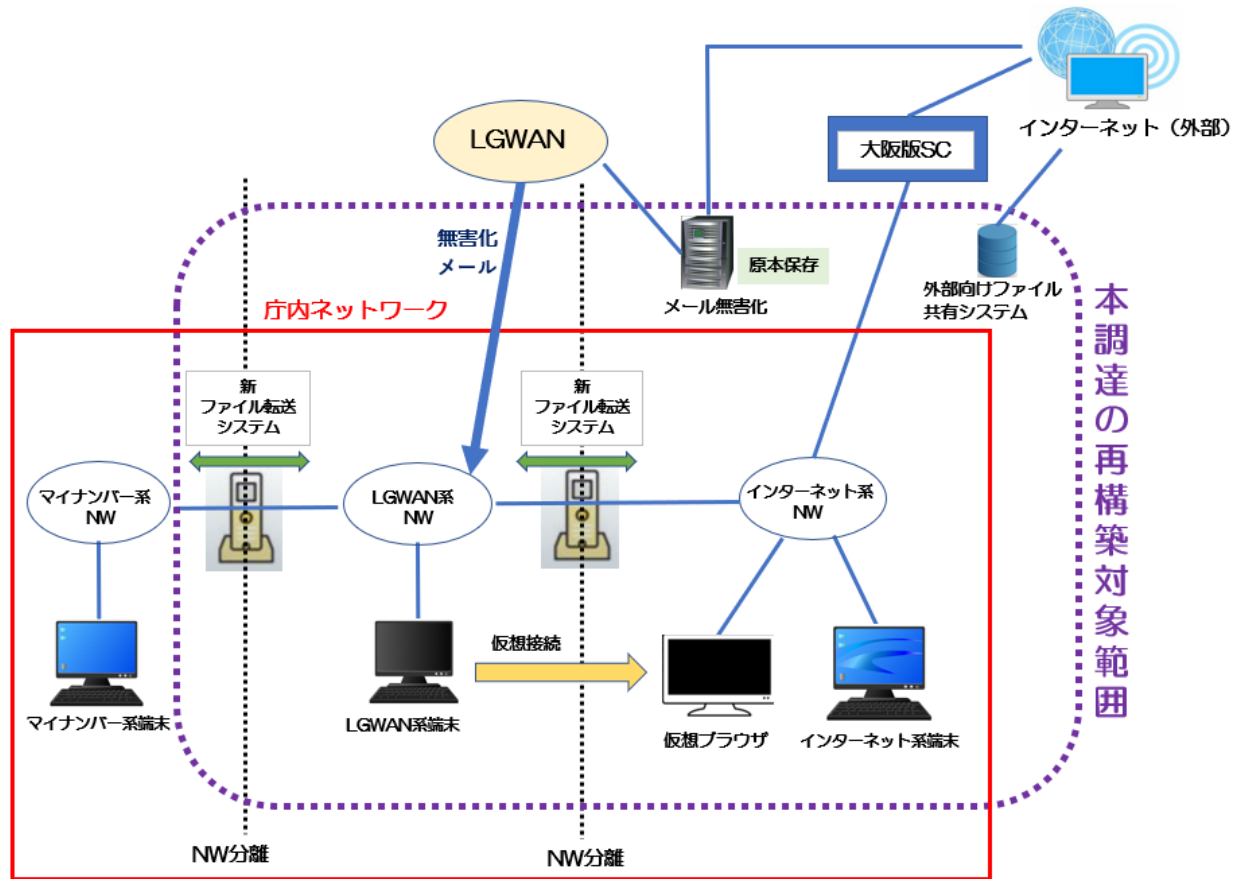 インターネット（外部）
LGWAN
大阪版SC
無害化
メール
原本保存
メール無害化
外部向けファイル
共有システム
庁内ネットワーク
本調達の再構築対象範囲
新
ファイル転送
システム
新
ファイル転送
システム
マイナンバー系
NW
LGWAN系
NW
インターネット系
NW
仮想接続
マイナンバー系端末
LGWAN系端末
仮想ブラウザ
インターネット系端末
NW分離
NW分離